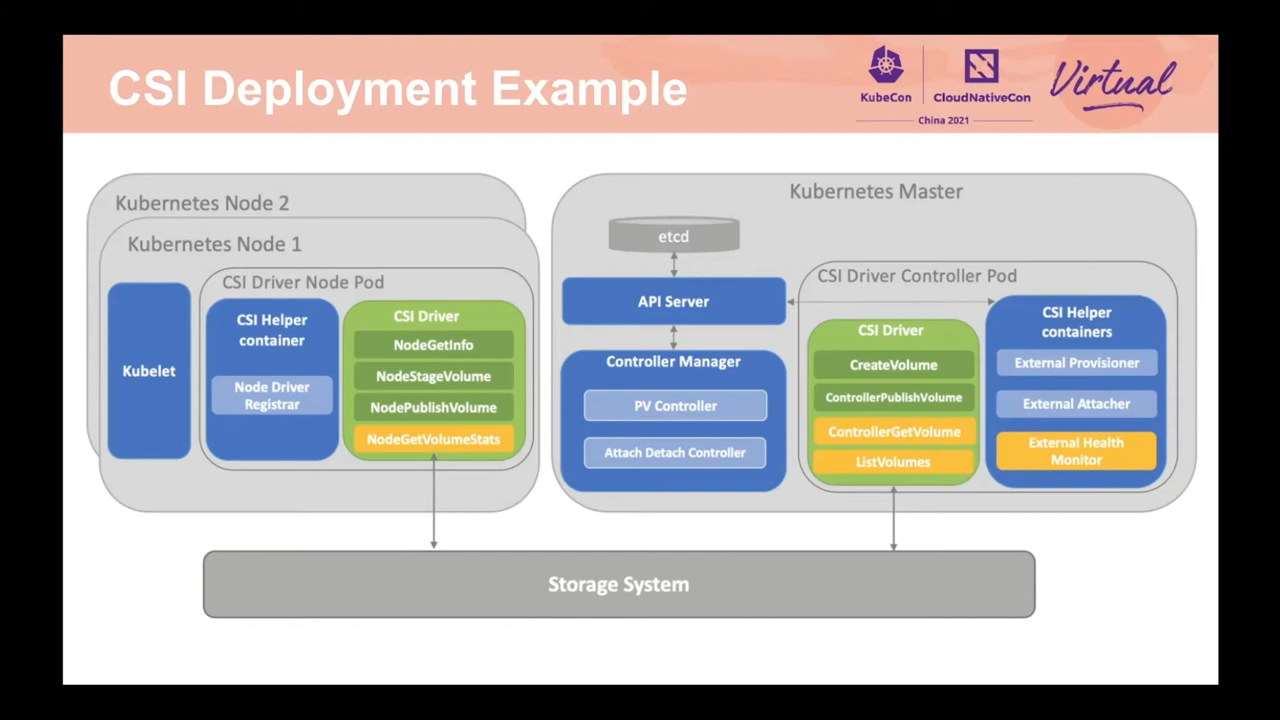 CSI Deployment Example
KubeCon
CloudNativeCon
China 2021
Virtual
Kubernetes Node 2
Kubernetes Node 1
CSI Driver Node Pod
Kubelet
CSI Helper
container
Node Driver
Registrar
CSI Driver
NodeGetInfo
NodeStageVolume
NodePublishVolume
NodeGetVolumeStats
Kubernetes Master
etcd
API Server
Controller Manager
PV Controller
Attach Detach Controller
CSI Driver Controller Pod
CSI Driver
CreateVolume
ControllerPublishVolume
ControllerGetVolume
ListVolumes
CSI Helper
containers
External Provisioner
External Attacher
External Health
Monitor
Storage System